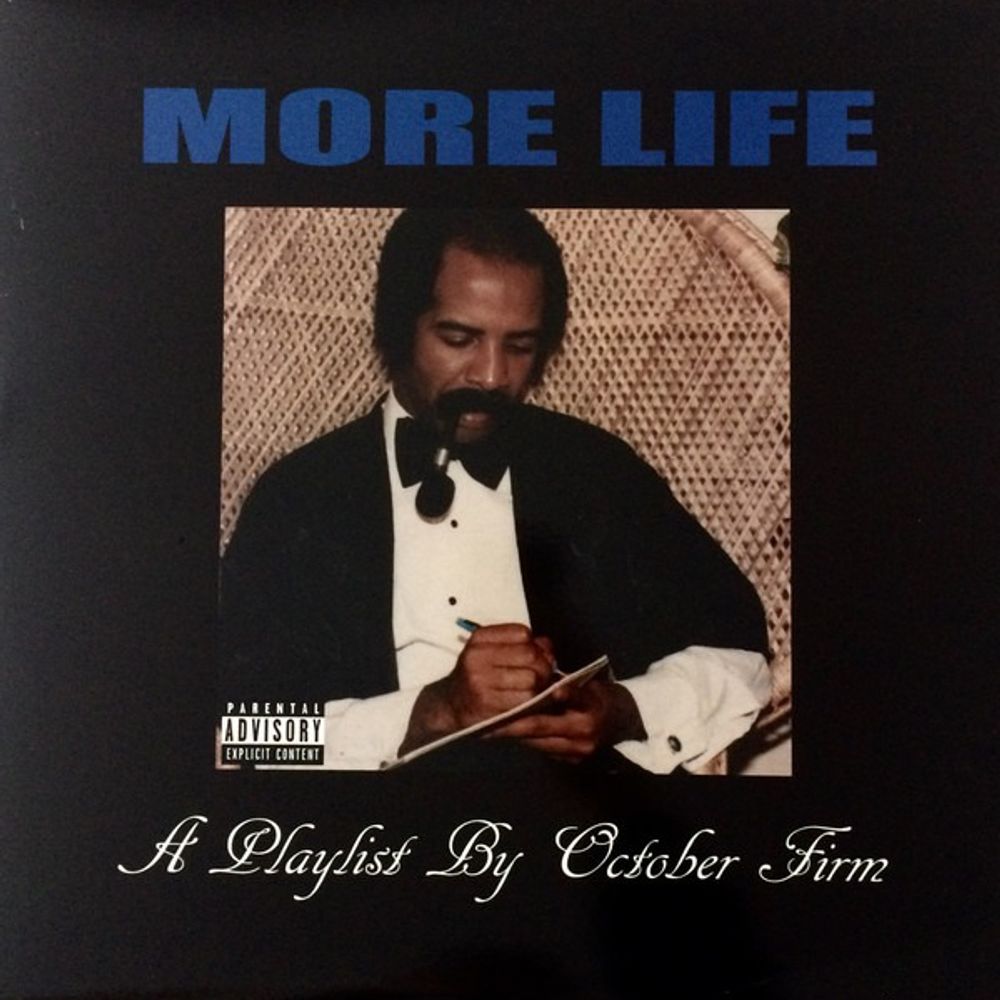 MORE LIFE
PARENTAL
ADVISORY
EXPLICIT CONTENT
A Playlist By October Firm